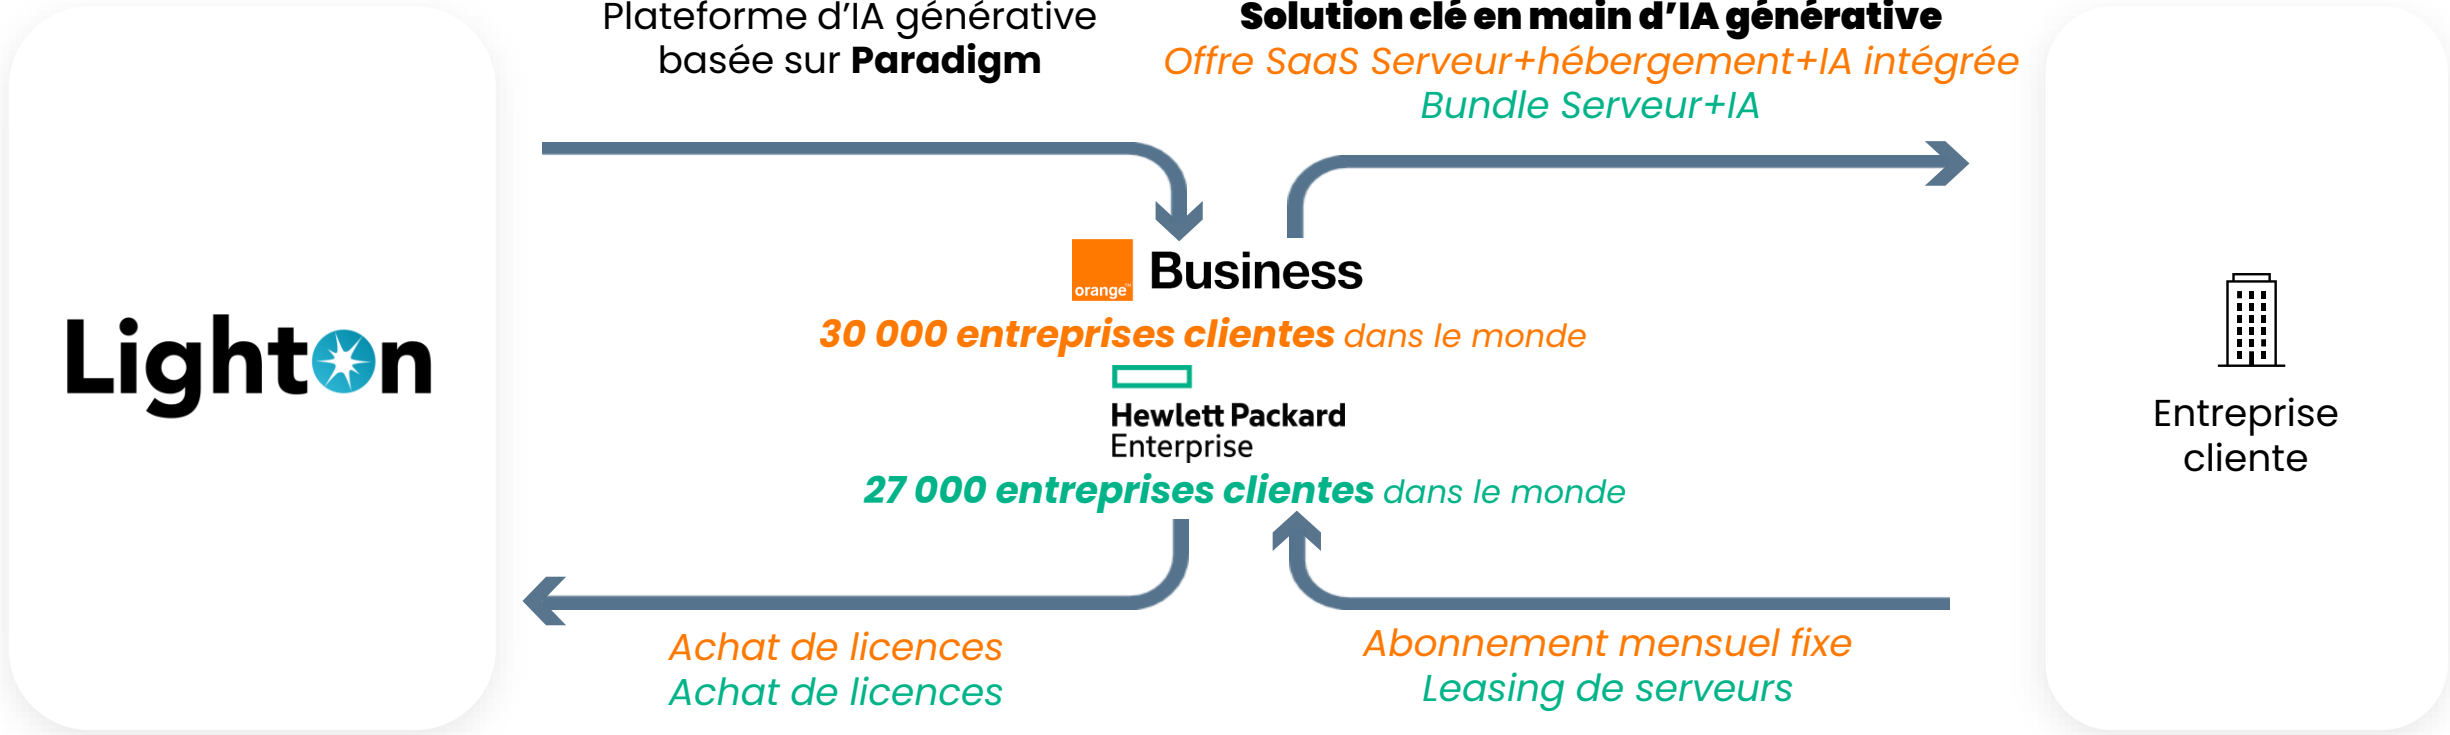 Plateforme d'IA générative
basée sur Paradigm
Solution clé en main d'IA générative
Offre SaaS Serveur+hébergement+IA intégrée
Bundle Serveur+IA
LightOn
orange™ Business
30 000 entreprises clientes dans le monde
Hewlett Packard
Enterprise
27 000 entreprises clientes dans le monde
Entreprise
cliente
Achat de licences
Achat de licences
Abonnement mensuel fixe
Leasing de serveurs